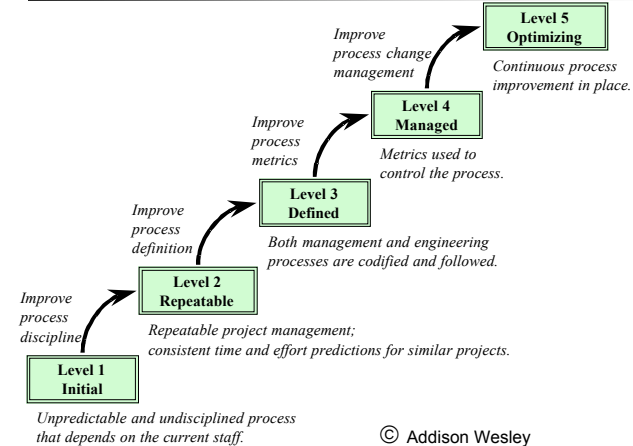 Level 5
Optimizing
Improve
process change
management
Continuous process
improvement in place.
Level 4
Managed
Improve
process
metrics
Metrics used to
control the process.
Level 3
Defined
Improve
process
definition
Both management and engineering
processes are codified and followed.
Level 2
Repeatable
Improve
process
discipline
Repeatable project management;
consistent time and effort predictions for similar projects.
Level 1
Initial
Unpredictable and undisciplined process
that depends on the current staff.
© Addison Wesley